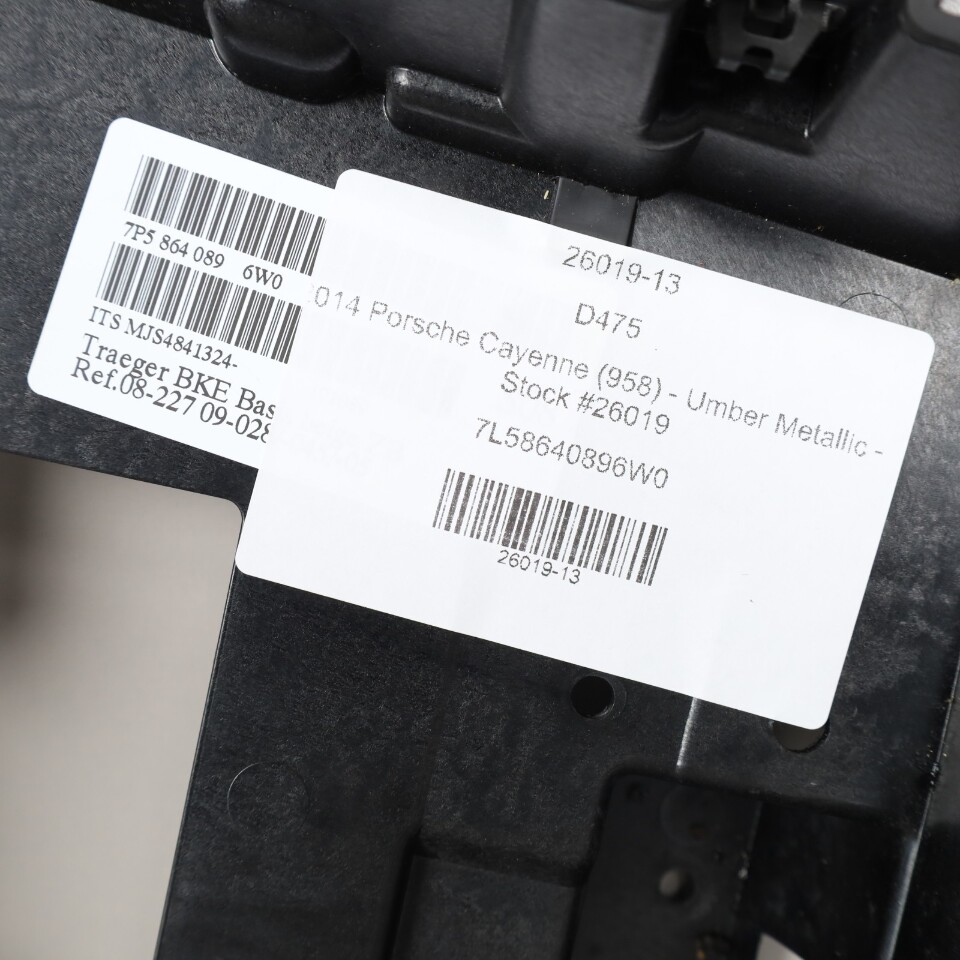 7P5 864 089 6W0
ITS MJS4841324-
Traeger BKE Bas
Ref.08-227 09-028
26019-13
D475
014 Porsche Cayenne (958) - Umber Metallic -
Stock #26019
7L58640896W0
26019-13